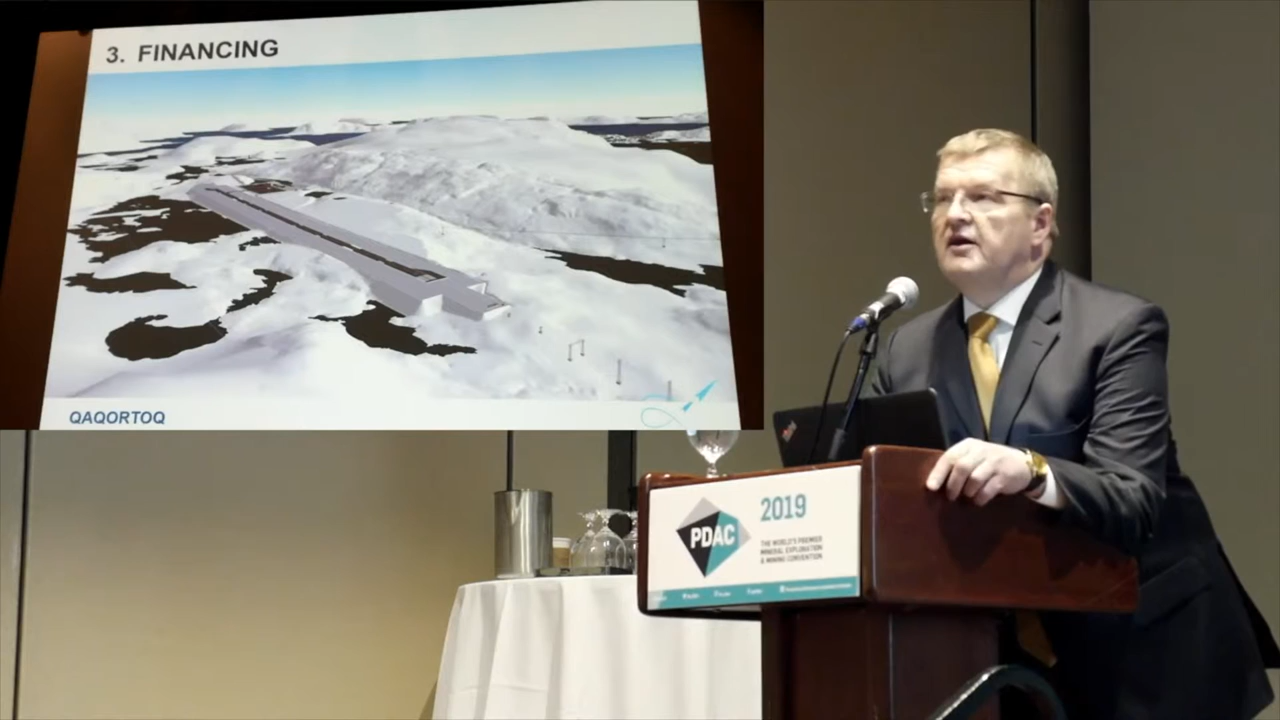 3. FINANCING
QAQORTOQ
PDAC
2019
THE WORLD'S PREMIER
MINERAL EXPLORATION
& MINING CONVENTION